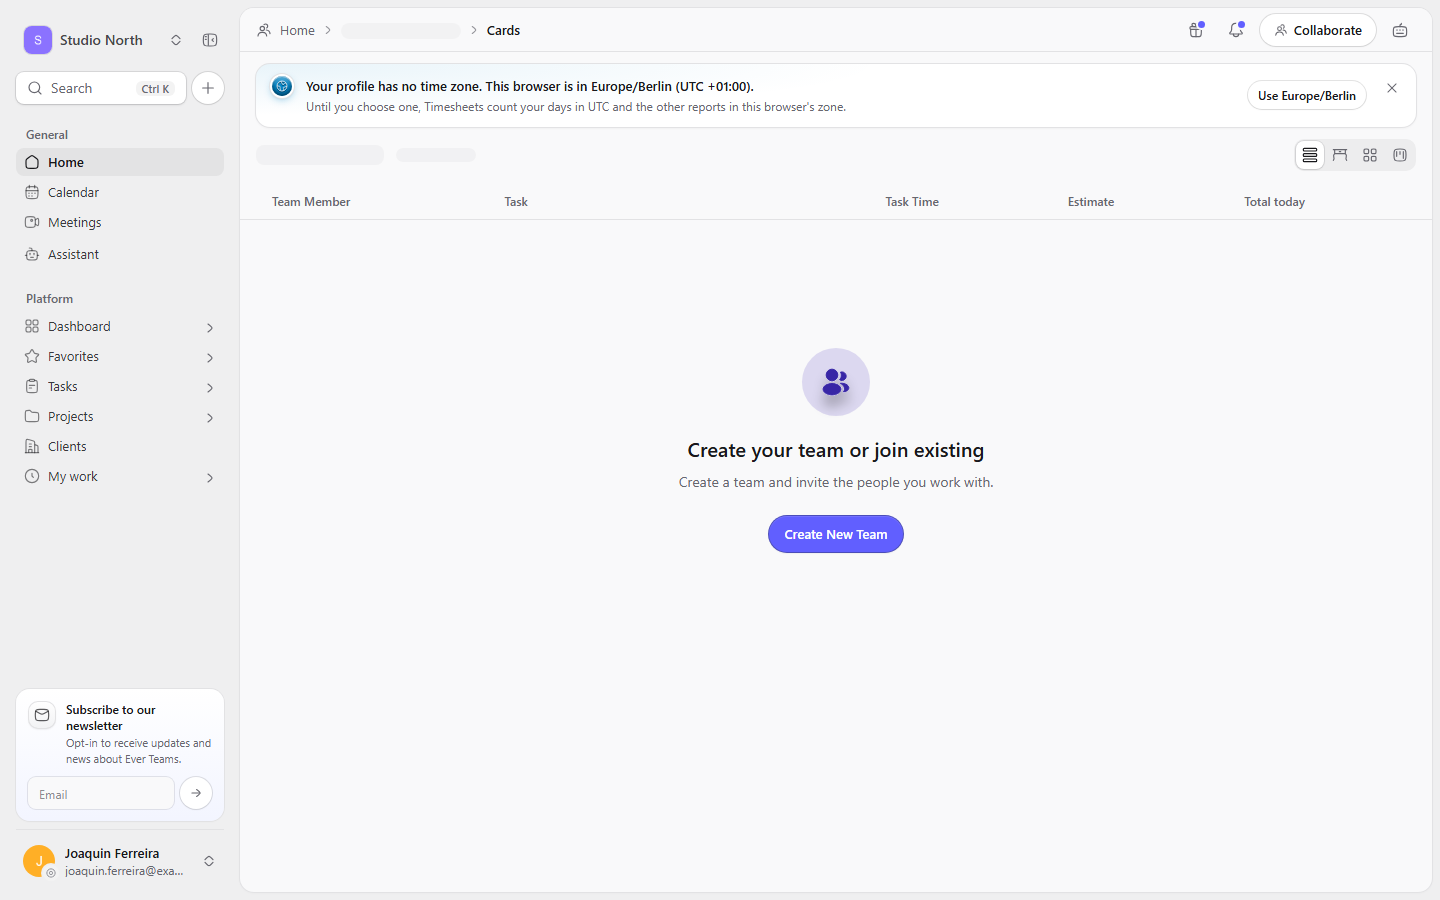 S
Studio North
Search
Ctrl K
General
Home
Calendar
Meetings
Assistant
Platform
Dashboard
Favorites
Tasks
Projects
Clients
My work
Subscribe to our
newsletter
Opt-in to receive updates and
news about Ever Teams.
Email
J
Joaquin Ferreira
joaquin.ferreira@exa...
Home
Cards
Collaborate
Your profile has no time zone. This browser is in Europe/Berlin (UTC +01:00).
Until you choose one, Timesheets count your days in UTC and the other reports in this browser's zone.
Use Europe/Berlin
Team Member
Task
Task Time
Estimate
Total today
Create your team or join existing
Create a team and invite the people you work with.
Create New Team